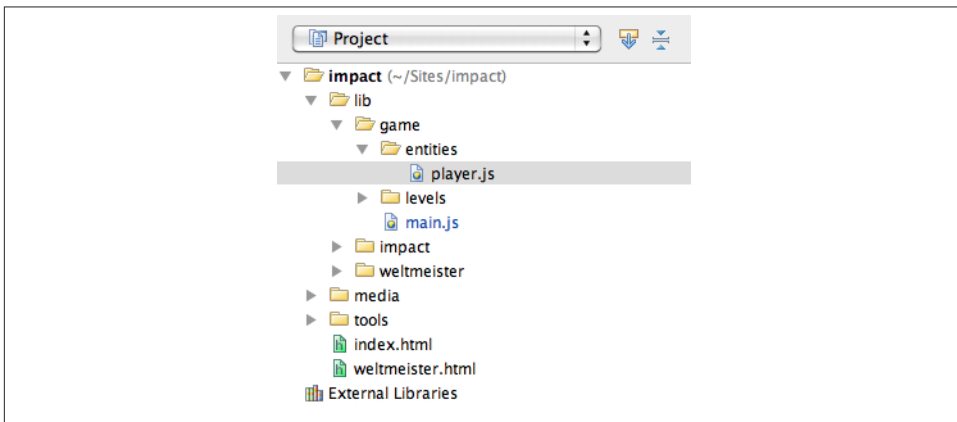 Project
impact (~/Sites/impact)
lib
game
entities
player.js
levels
main.js
impact
weltmeister
media
tools
index.html
weltmeister.html
External Libraries